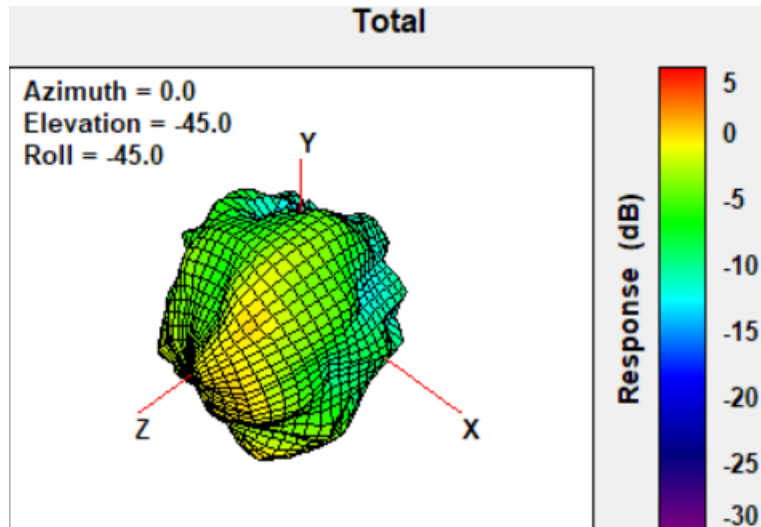 Total
Azimuth = 0.0
Elevation = -45.0
Roll = -45.0
Y
Z
X
Response (dB)
5
0
-5
-10
-15
-20
-25
-30